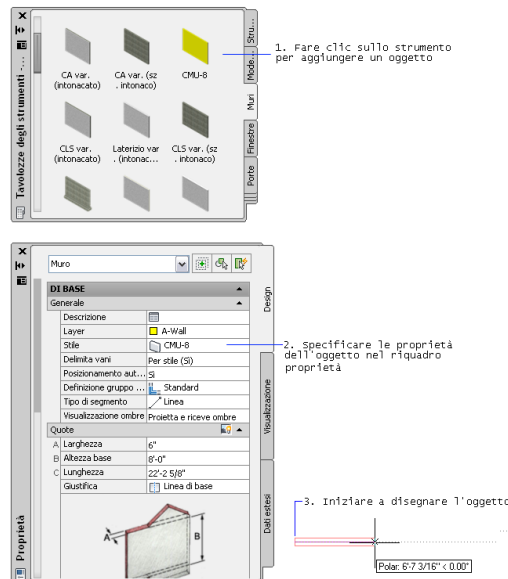 Tavolozze degli strumenti -...
Stru...
Mode...
Muri
Finestre
Porte
CA var.
(intonacato)
CA var. (sz
. intonaco)
CMU-8
CLS var.
(intonacato)
Laterizio var
. (intonac...
CLS var. (sz
. intonaco)
1. Fare clic sullo strumento
per aggiungere un oggetto
Proprietà
Muro
Design
Visualizzazione
Dati estesi
DI BASE
Generale
Descrizione
Layer A-Wall
Stile CMU-8
Delimita vani Per stile (Sì)
Posizionamento aut... Sì
Definizione gruppo ... Standard
Tipo di segmento Linea
Visualizzazione ombre Proietta e riceve ombre
Quote
A Larghezza 6"
B Altezza base 8'-0"
C Lunghezza 22'-2 5/8"
Giustifica Linea di base
A
B
2. Specificare le proprietà
dell'oggetto nel riquadro
proprietà
3. Iniziare a disegnare l'oggetto
Polar: 6'-7 3/16" < 0.00°